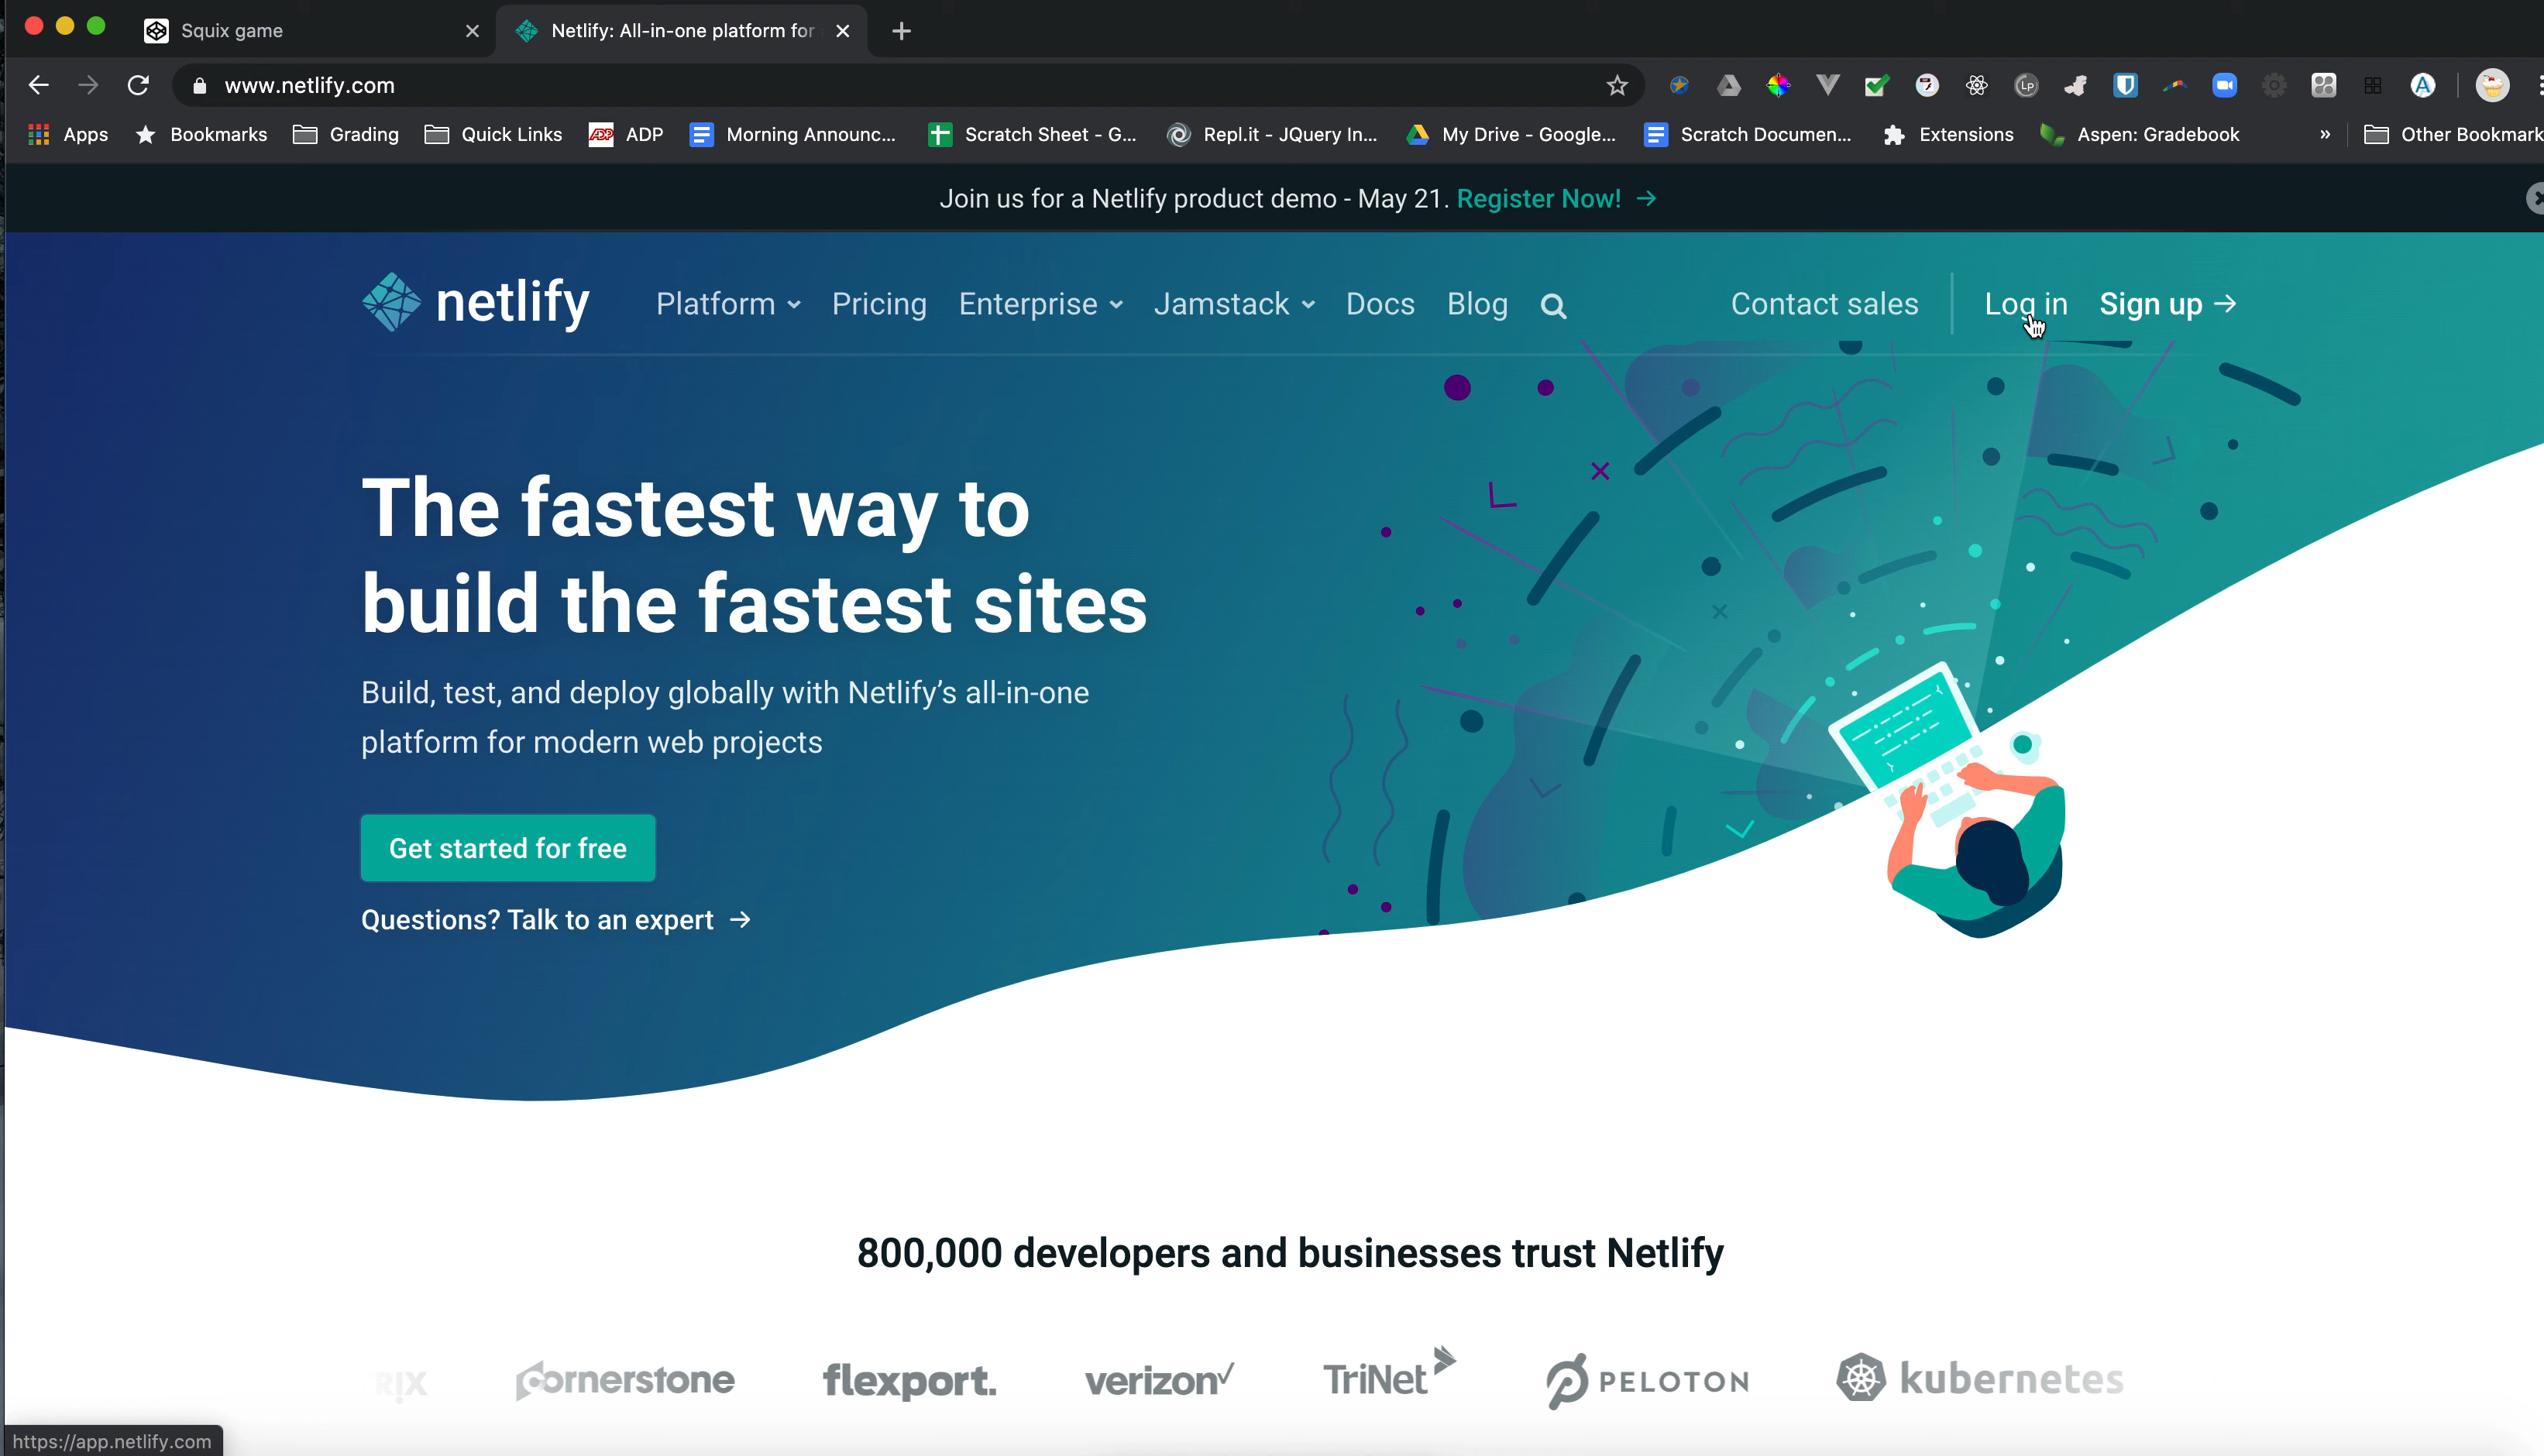 Squix game
Netlify: All-in-one platform for
www.netlify.com
Apps Bookmarks Grading Quick Links ADP Morning Announc... Scratch Sheet - G... Repl.it - JQuery In... My Drive - Google... Scratch Documen... Extensions Aspen: Gradebook » Other Bookmark
Join us for a Netlify product demo - May 21. Register Now! →
netlify Platform Pricing Enterprise Jamstack Docs Blog Contact sales Log in Sign up →
The fastest way to
build the fastest sites
Build, test, and deploy globally with Netlify’s all-in-one
platform for modern web projects
Get started for free
Questions? Talk to an expert →
800,000 developers and businesses trust Netlify
cornerstone flexport. verizon✓ TriNet PELOTON kubernetes
https://app.netlify.com